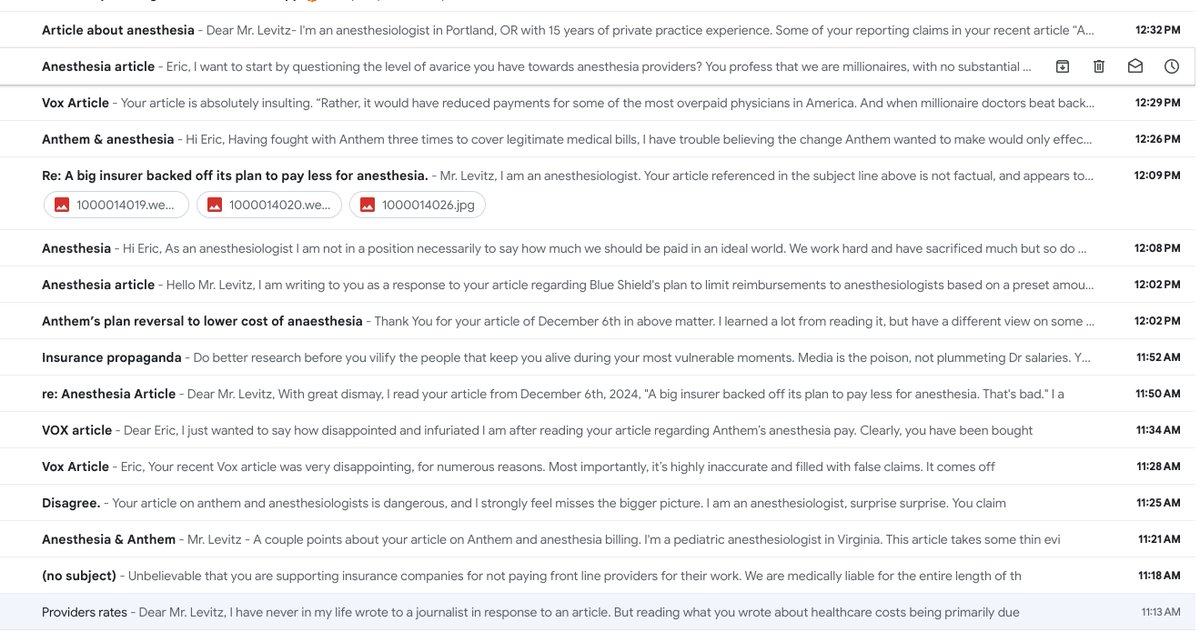 Article about anesthesia - Dear Mr. Levitz- I'm an anesthesiologist in Portland, OR with 15 years of private practice experience. Some of your reporting claims in your recent article “A... 12:32 PM
Anesthesia article - Eric, I want to start by questioning the level of avarice you have towards anesthesia providers? You profess that we are millionaires, with no substantial ...
Vox Article - Your article is absolutely insulting. “Rather, it would have reduced payments for some of the most overpaid physicians in America. And when millionaire doctors beat back... 12:29 PM
Anthem & anesthesia - Hi Eric, Having fought with Anthem three times to cover legitimate medical bills, I have trouble believing the change Anthem wanted to make would only effec... 12:26 PM
Re: A big insurer backed off its plan to pay less for anesthesia. - Mr. Levitz, I am an anesthesiologist. Your article referenced in the subject line above is not factual, and appears to... 12:09 PM
1000014019.we... 1000014020.we... 1000014026.jpg
Anesthesia - Hi Eric, As an anesthesiologist I am not in a position necessarily to say how much we should be paid in an ideal world. We work hard and have sacrificed much but so do ... 12:08 PM
Anesthesia article - Hello Mr. Levitz, I am writing to you as a response to your article regarding Blue Shield's plan to limit reimbursements to anesthesiologists based on a preset amou... 12:02 PM
Anthem’s plan reversal to lower cost of anaesthesia - Thank You for your article of December 6th in above matter. I learned a lot from reading it, but have a different view on some ... 12:02 PM
Insurance propaganda - Do better research before you vilify the people that keep you alive during your most vulnerable moments. Media is the poison, not plummeting Dr salaries. Y... 11:52 AM
re: Anesthesia Article - Dear Mr. Levitz, With great dismay, I read your article from December 6th, 2024, "A big insurer backed off its plan to pay less for anesthesia. That's bad." I a 11:50 AM
VOX article - Dear Eric, I just wanted to say how disappointed and infuriated I am after reading your article regarding Anthem’s anesthesia pay. Clearly, you have been bought 11:34 AM
Vox Article - Eric, Your recent Vox article was very disappointing, for numerous reasons. Most importantly, it’s highly inaccurate and filled with false claims. It comes off 11:28 AM
Disagree. - Your article on anthem and anesthesiologists is dangerous, and I strongly feel misses the bigger picture. I am an anesthesiologist, surprise surprise. You claim 11:25 AM
Anesthesia & Anthem - Mr. Levitz - A couple points about your article on Anthem and anesthesia billing. I'm a pediatric anesthesiologist in Virginia. This article takes some thin evi 11:21 AM
(no subject) - Unbelievable that you are supporting insurance companies for not paying front line providers for their work. We are medically liable for the entire length of th 11:18 AM
Providers rates - Dear Mr. Levitz, I have never in my life wrote to a journalist in response to an article. But reading what you wrote about healthcare costs being primarily due 11:13 AM